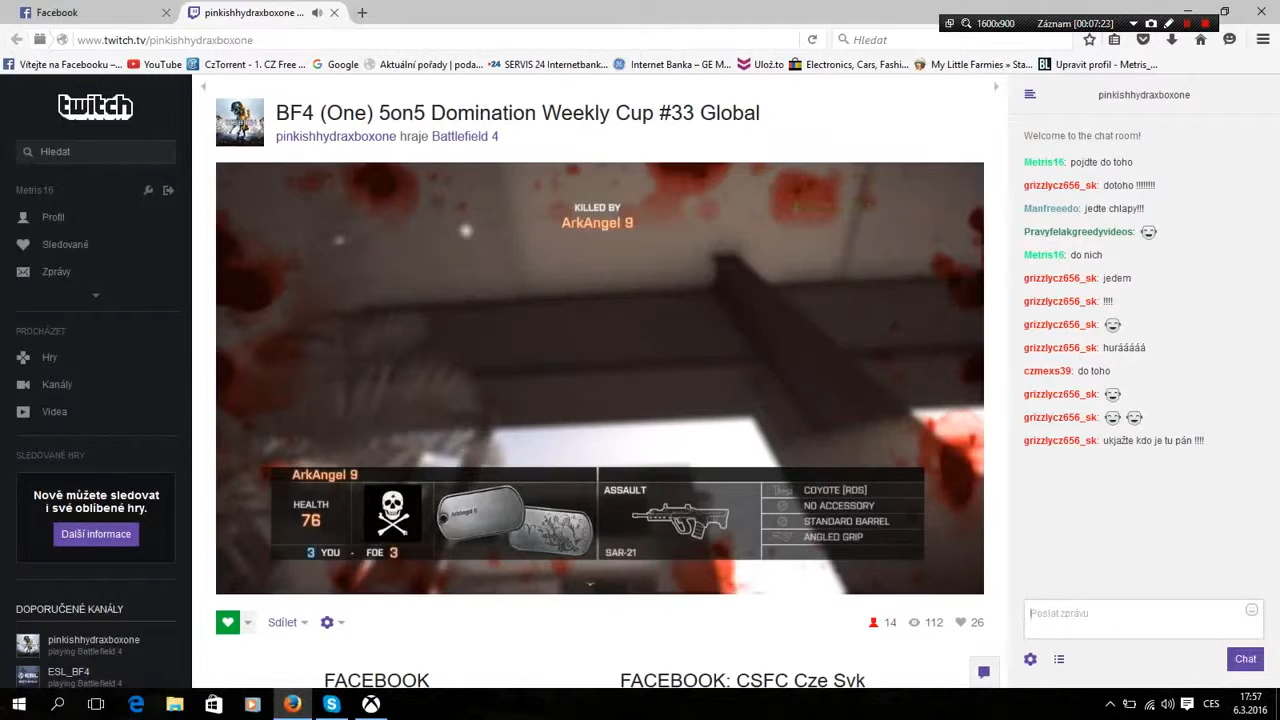 Facebook
Twitch
1600x900
Záznam [00:07:23]
www.twitch.tv/pinkishhydraxboxone
Hledat
Vítejte na Facebooku –...
YouTube
CzTorrent - 1. CZ Free ...
Google
Aktuální pořady | poda...
SERVIS 24 Internetbank...
Internet Banka – GE M...
Ulož.to
Electronics, Cars, Fashi...
My Little Farmies – Star...
Upravit profil - Metris_...
twitch
Hledat
Metris16
Profil
Sledované
Zprávy
PROCHÁZET
Hry
Kanály
Videa
SLEDOVANÉ HRY
Nově můžete sledovat
i své oblíbené hry.
Další informace
DOPORUČENÉ KANÁLY
pinkishhydraxboxone
playing Battlefield 4
ESL_BF4
playing Battlefield 4
BF4 (One) 5on5 Domination Weekly Cup #33 Global
pinkishhydraxboxone hraje Battlefield 4
KILLED BY
ArkAngel 9
ArkAngel 9
HEALTH
76
3 YOU - FOE 3
ASSAULT
SAR-21
COYOTE [RDS]
NO ACCESSORY
STANDARD BARREL
ANGLED GRIP
Sdílet
14
112
26
FACEBOOK
FACEBOOK: CSFC Cze Svk
pinkishhydraxboxone
Welcome to the chat room!
Metris16: pojdte do toho
grizzlycz656_sk: dotoho !!!!!!!!
Manfreeedo: jedte chlapy!!!
Pravyfelakgreedyvideos:
Metris16: do nich
grizzlycz656_sk: jedem
grizzlycz656_sk: !!!!
grizzlycz656_sk:
grizzlycz656_sk: hurááááá
czmexs39: do toho
grizzlycz656_sk:
grizzlycz656_sk:
grizzlycz656_sk: ukjažte kdo je tu pán !!!!
Poslat zprávu
Chat
CES
17:57
6.3.2016